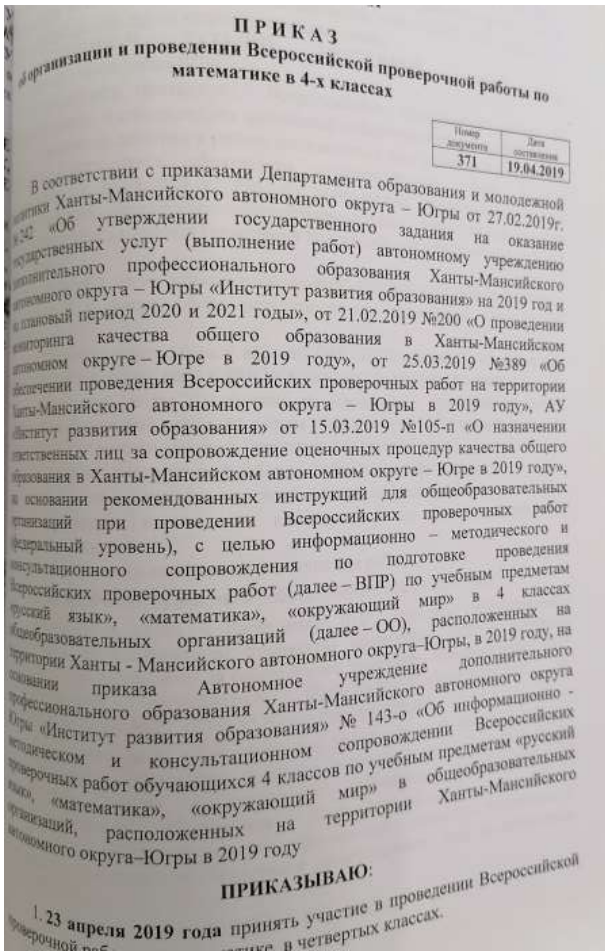 П Р И К А З
об организации и проведении Всероссийской проверочной работы по
математике в 4-х классах
Номер документа Дата составления
371 19.04.2019
В соответствии с приказами Департамента образования и молодежной
политики Ханты-Мансийского автономного округа – Югры от 27.02.2019г.
№242 «Об утверждении государственного задания на оказание
государственных услуг (выполнение работ) автономному учреждению
дополнительного профессионального образования Ханты-Мансийского
автономного округа – Югры «Институт развития образования» на 2019 год и
на плановый период 2020 и 2021 годы», от 21.02.2019 №200 «О проведении
мониторинга качества общего образования в Ханты-Мансийском
автономном округе – Югре в 2019 году», от 25.03.2019 №389 «Об
обеспечении проведения Всероссийских проверочных работ на территории
Ханты-Мансийского автономного округа – Югры в 2019 году», АУ
«Институт развития образования» от 15.03.2019 №105-п «О назначении
ответственных лиц за сопровождение оценочных процедур качества общего
образования в Ханты-Мансийском автономном округе – Югре в 2019 году»,
на основании рекомендованных инструкций для общеобразовательных
организаций при проведении Всероссийских проверочных работ
(федеральный уровень), с целью информационно – методического и
консультационного сопровождения по подготовке проведения
Всероссийских проверочных работ (далее – ВПР) по учебным предметам
«русский язык», «математика», «окружающий мир» в 4 классах
общеобразовательных организаций (далее – ОО), расположенных на
территории Ханты - Мансийского автономного округа–Югры, в 2019 году, на
основании приказа Автономное учреждение дополнительного
профессионального образования Ханты-Мансийского автономного округа
Югры «Институт развития образования» № 143-о «Об информационно -
методическом и консультационном сопровождении Всероссийских
проверочных работ обучающихся 4 классов по учебным предметам «русский
язык», «математика», «окружающий мир» в общеобразовательных
организаций, расположенных на территории Ханты-Мансийского
автономного округа–Югры в 2019 году
ПРИКАЗЫВАЮ:
1. 23 апреля 2019 года принять участие в проведении Всероссийской
проверочной в четвертых классах.